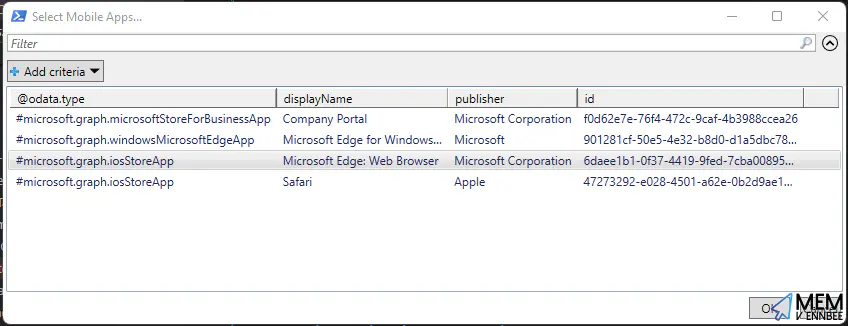 Select Mobile Apps...
Filter
Add criteria
@odata.type displayName publisher id
#microsoft.graph.microsoftStoreForBusinessApp Company Portal Microsoft Corporation f0d62e7e-76f4-472c-9caf-4b3988ccea26
#microsoft.graph.windowsMicrosoftEdgeApp Microsoft Edge for Windows... Microsoft 901281cf-50e5-4e32-b8d0-d1a5dbc78...
#microsoft.graph.iosStoreApp Microsoft Edge: Web Browser Microsoft Corporation 6daee1b1-0f37-4419-9fed-7cba00895...
#microsoft.graph.iosStoreApp Safari Apple 47273292-e028-4501-a62e-0b2d9ae1...
MEM